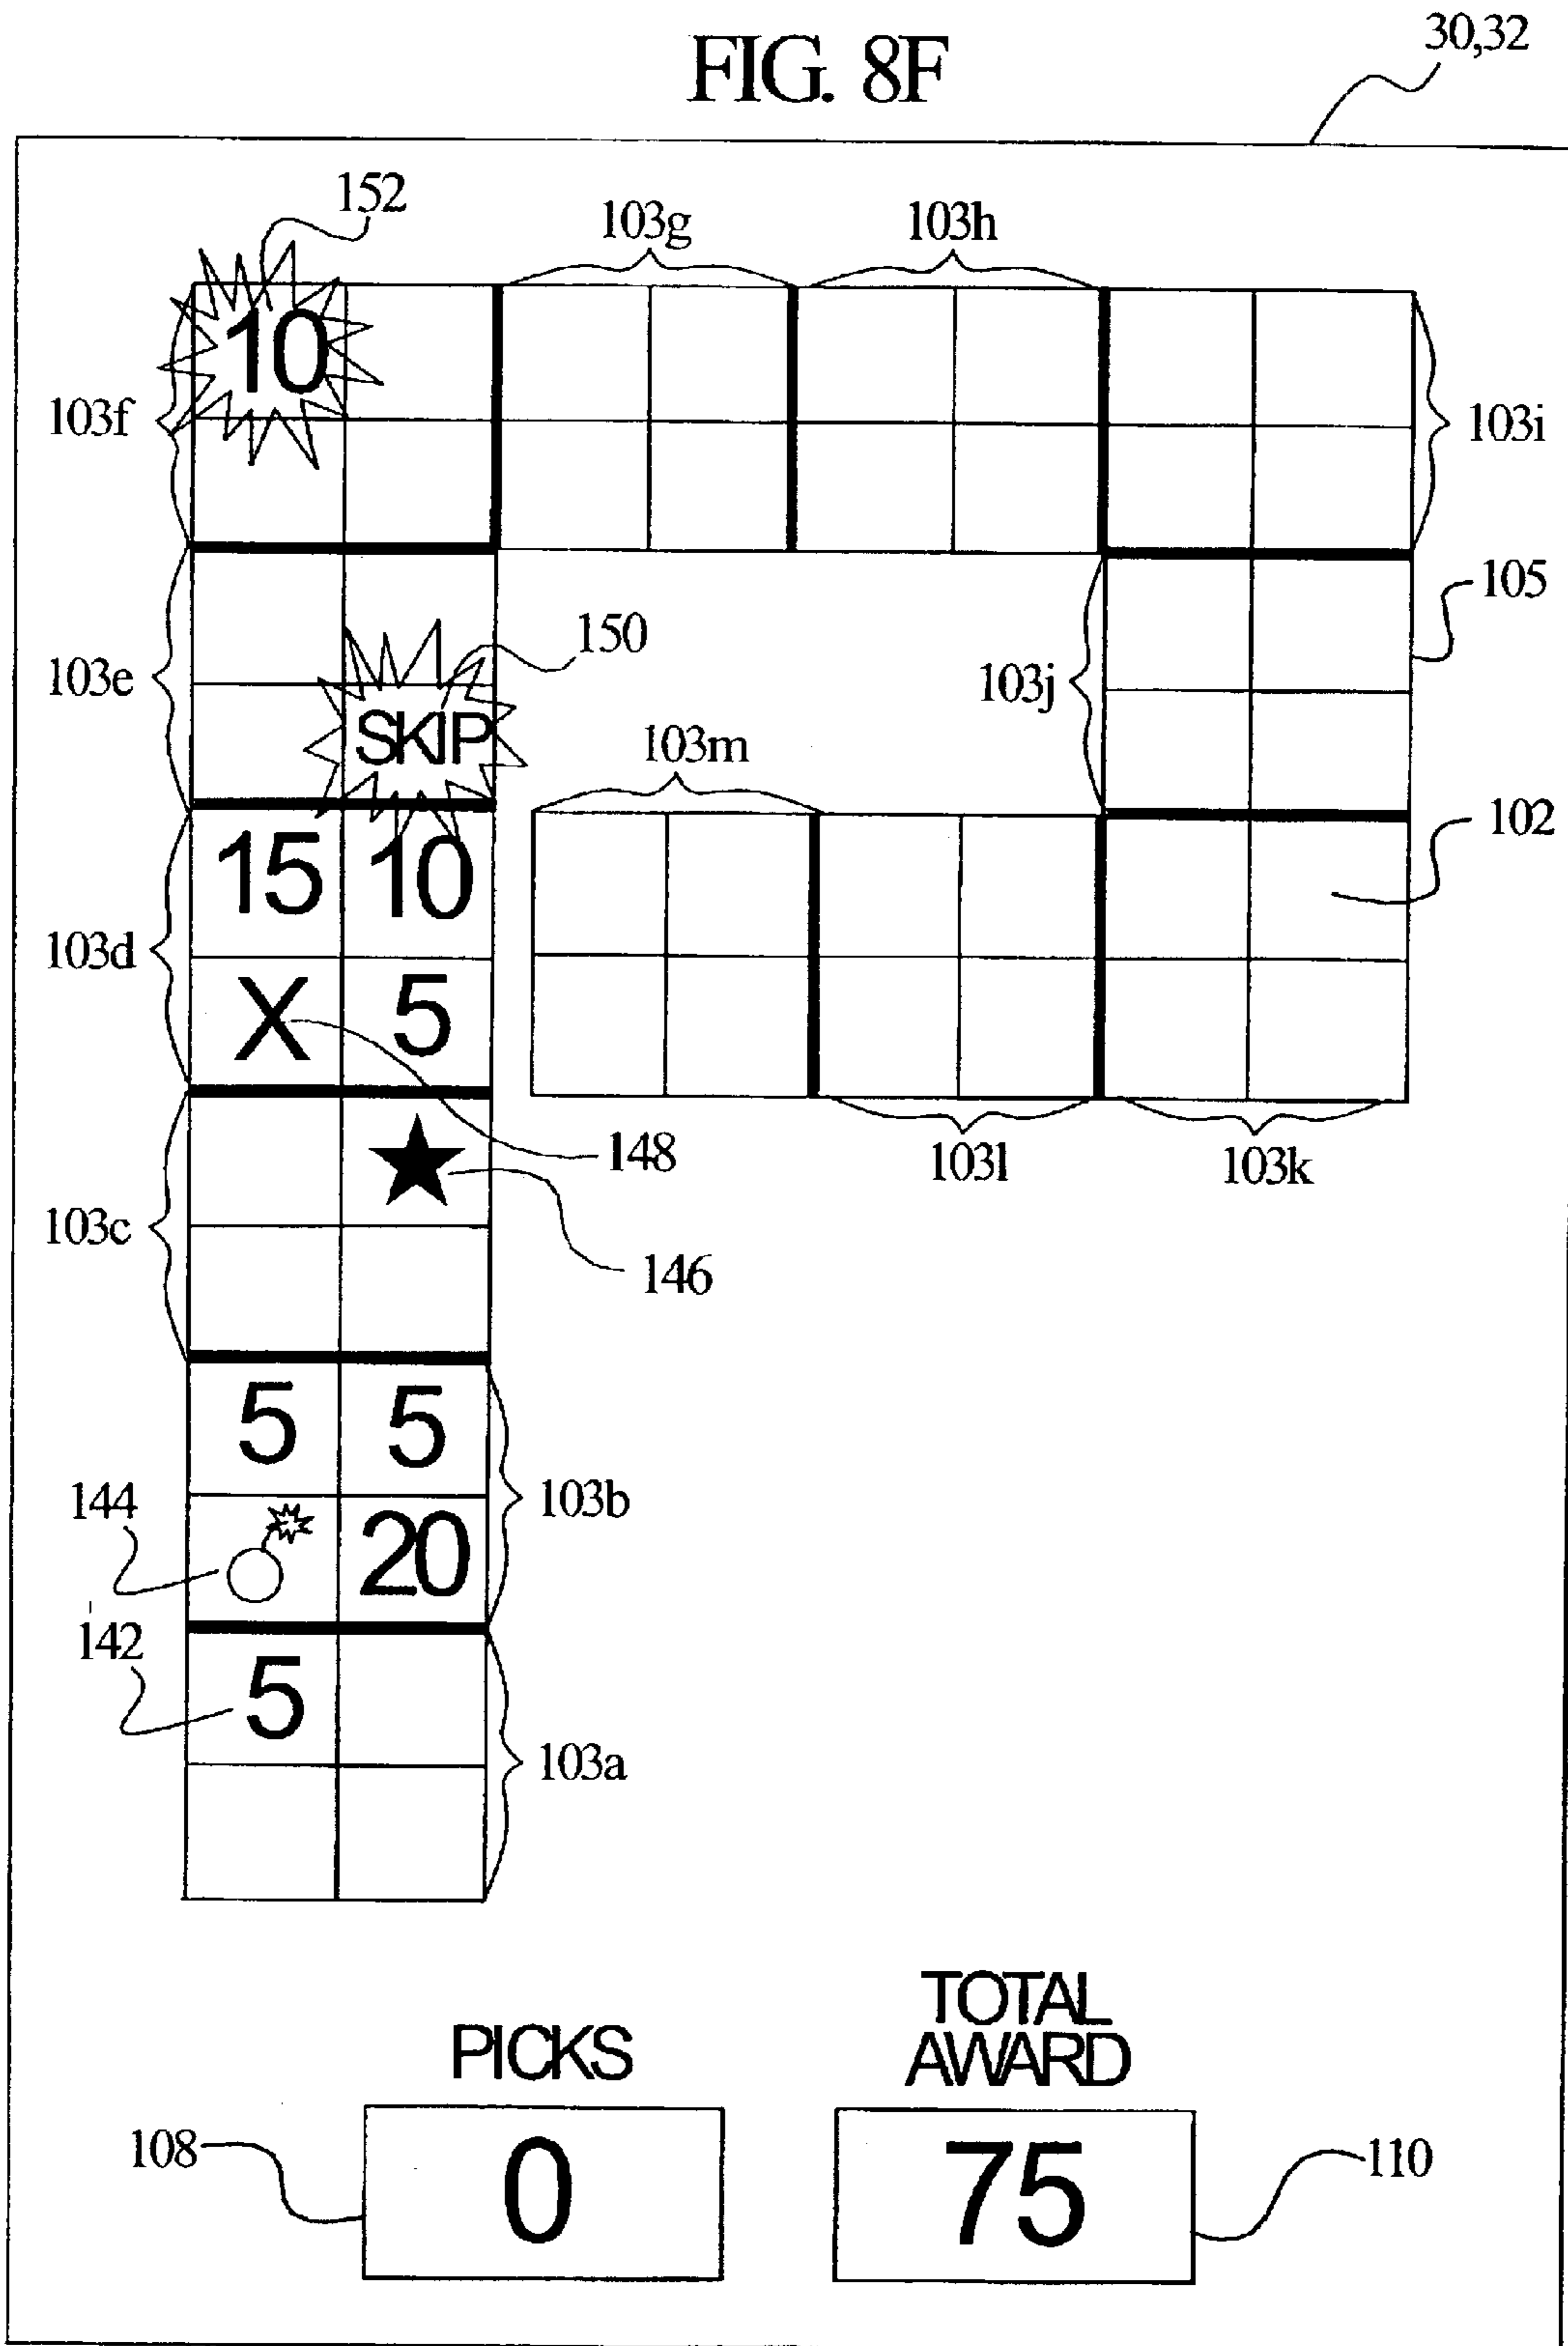 FIG. 8F
30,32
152
103g
103h
10
103f
103i
105
150
103e
103j
SKIP
103m
102
15 10
103d
X 5
148
103l
103k
103c
146
5 5
144
103b
20
142
5
103a
PICKS
TOTAL
AWARD
108
0
75
110